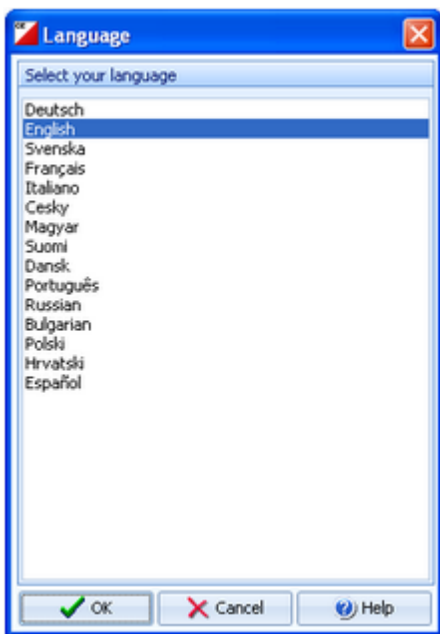 Language
Select your language
Deutsch
English
Svenska
Français
Italiano
Cesky
Magyar
Suomi
Dansk
Português
Russian
Bulgarian
Polski
Hrvatski
Español
OK
Cancel
Help